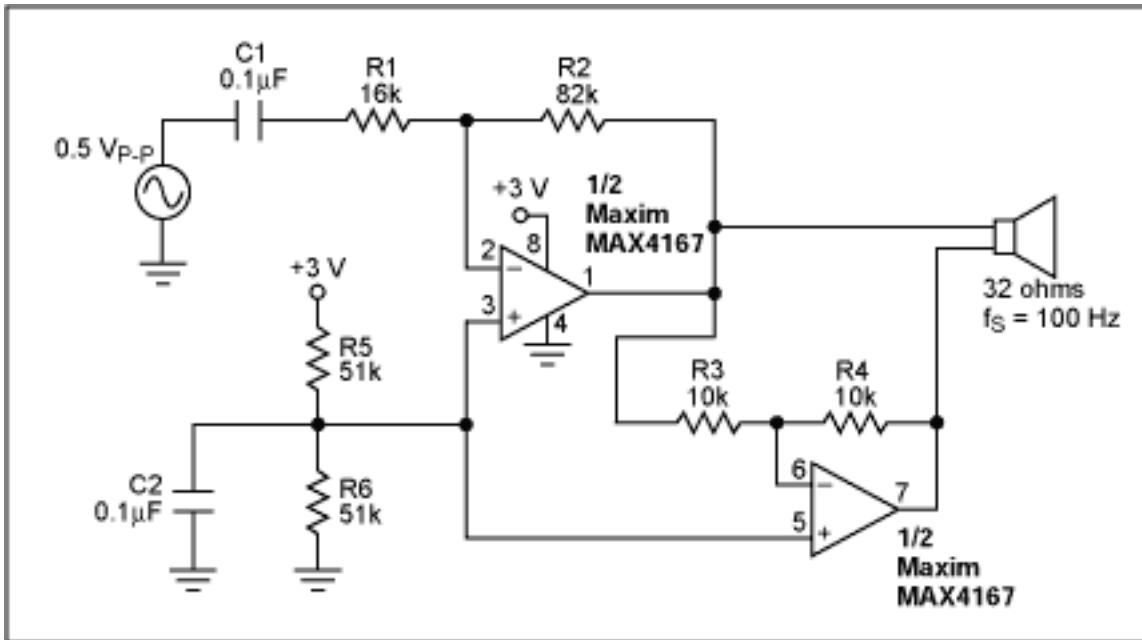 C1
0.1µF
R1
16k
R2
82k
0.5 VP-P
+3 V
1/2
Maxim
MAX4167
8
2
−
1
3
+
4
+3 V
R5
51k
32 ohms
fS = 100 Hz
R3
10k
R4
10k
C2
0.1µF
R6
51k
6
−
7
5
+
1/2
Maxim
MAX4167